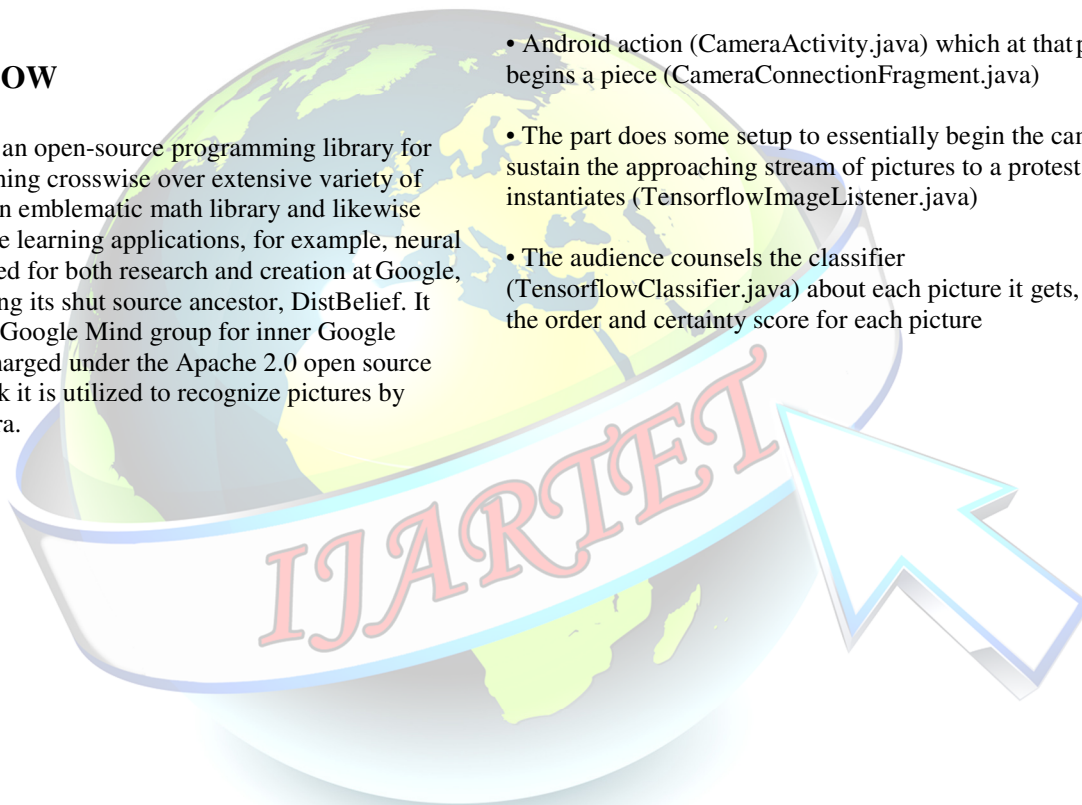 OW
an open-source programming library for
ning crosswise over extensive variety of
n emblematic math library and likewise
e learning applications, for example, neural
ed for both research and creation at Google,
ng its shut source ancestor, DistBelief. It
Google Mind group for inner Google
harged under the Apache 2.0 open source
k it is utilized to recognize pictures by
ra.
• Android action (CameraActivity.java) which at that p
begins a piece (CameraConnectionFragment.java)
• The part does some setup to essentially begin the can
sustain the approaching stream of pictures to a protest
instantiates (TensorflowImageListener.java)
• The audience counsels the classifier
(TensorflowClassifier.java) about each picture it gets,
the order and certainty score for each picture
IJARTET